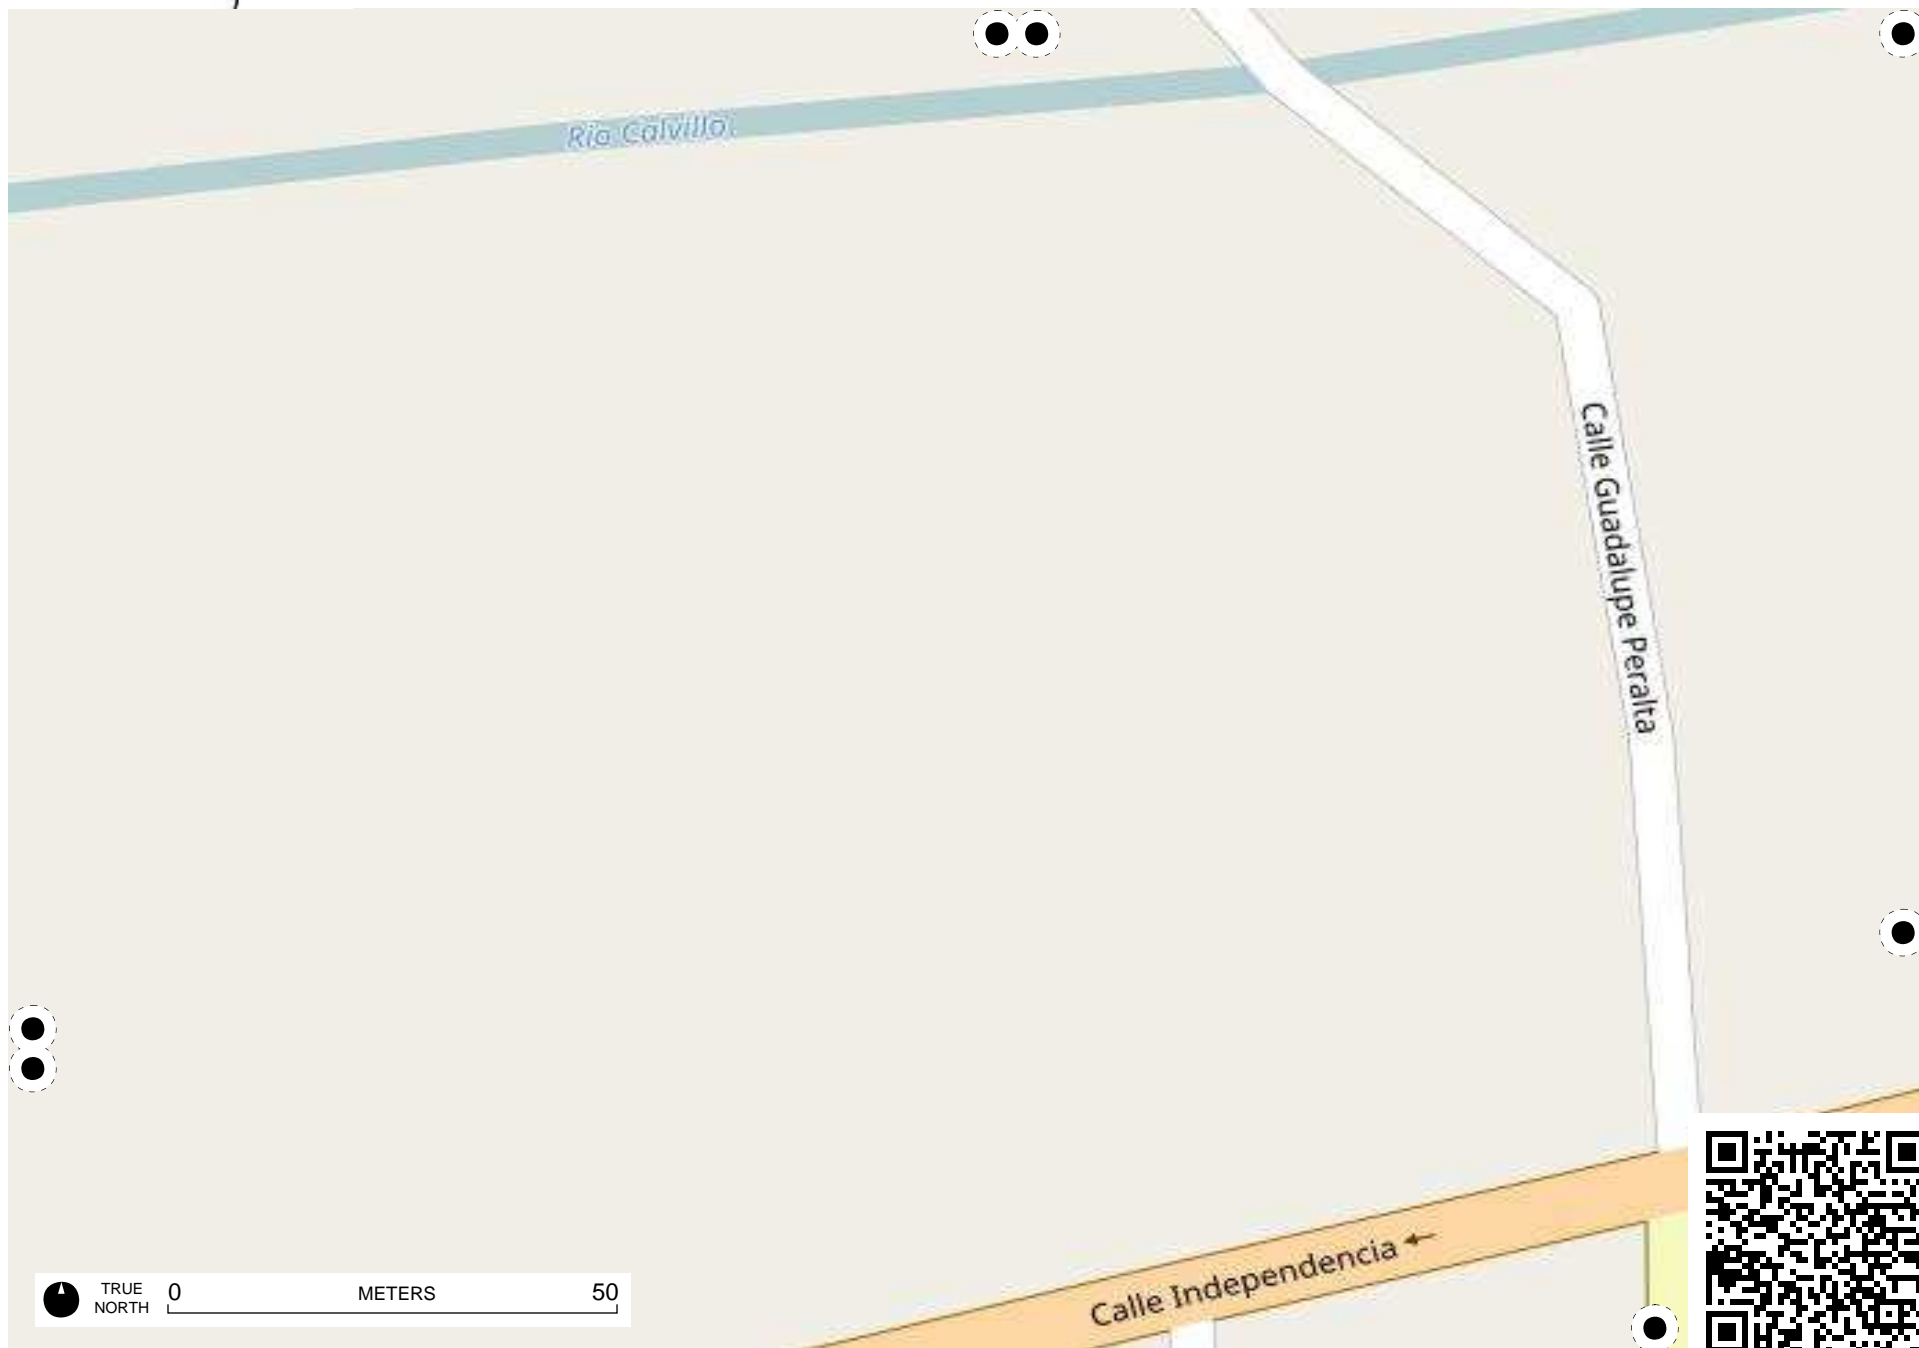 Río Calvillo
Calle Guadalupe Peralta
Calle Independencia
TRUE
NORTH
0 METERS 50